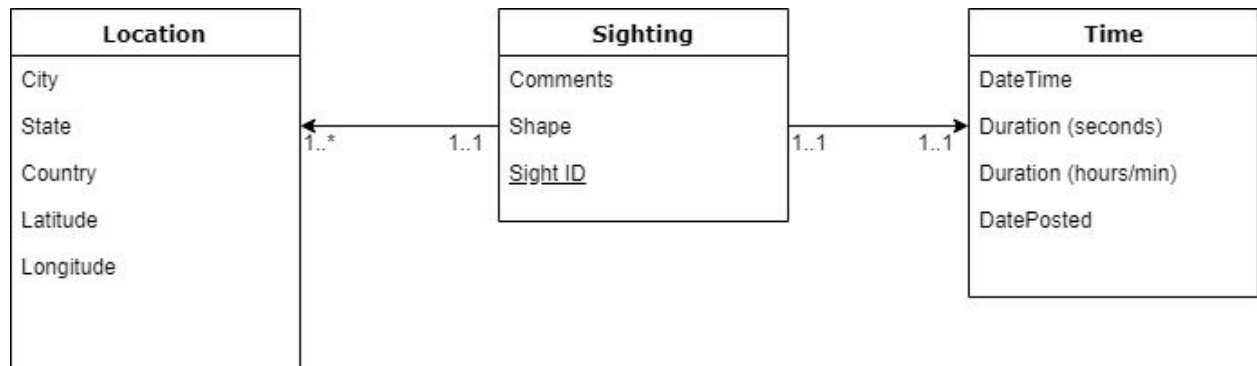 Location
City
State
Country
Latitude
Longitude
1..*
1..1
Sighting
Comments
Shape
Sight ID
1..1
1..1
Time
DateTime
Duration (seconds)
Duration (hours/min)
DatePosted